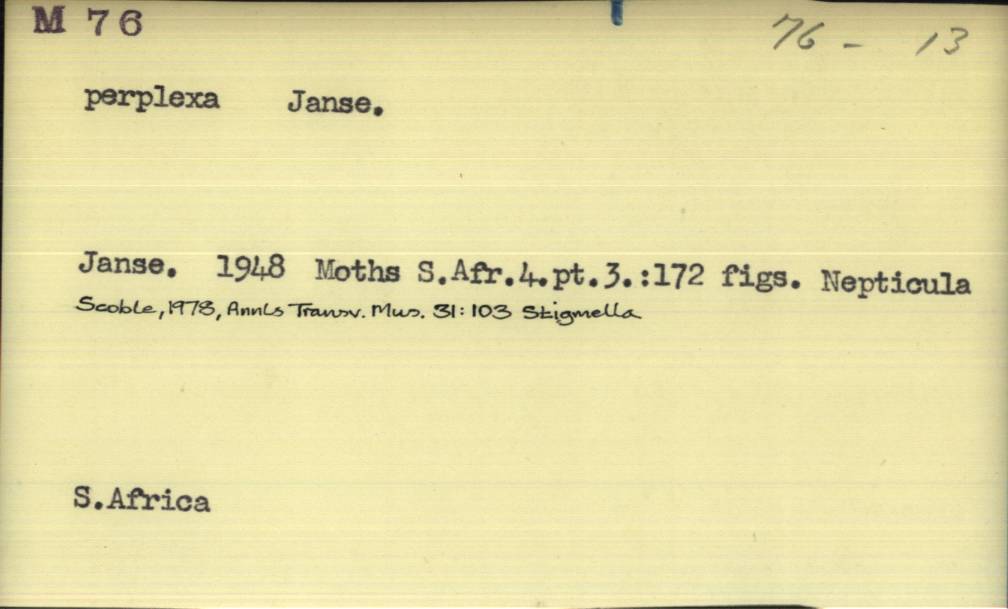 M 76
76 - 13
perplexa Janse.
Janse. 1948 Moths S.Afr.4.pt.3.:172 figs. Nepticula
Scoble, 1978, Annls Transv. Mus. 31: 103 Stigmella
S.Africa